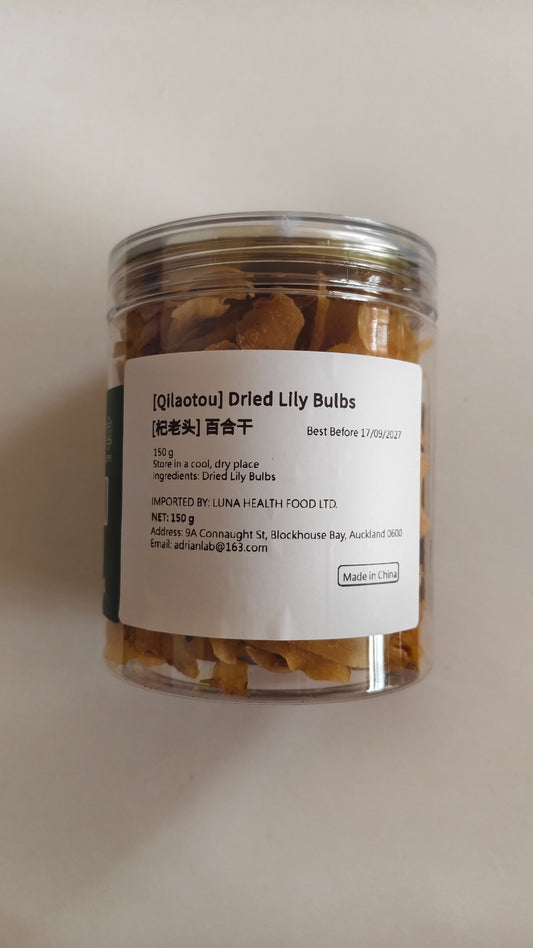 [Qilaotou] Dried Lily Bulbs
[杞老头] 百合干
Best Before 17/09/2027
150 g
Store in a cool, dry place
Ingredients: Dried Lily Bulbs
IMPORTED BY: LUNA HEALTH FOOD LTD.
NET: 150 g
Address: 9A Connaught St, Blockhouse Bay, Auckland 0600
Email: adrianlab@163.com
Made in China